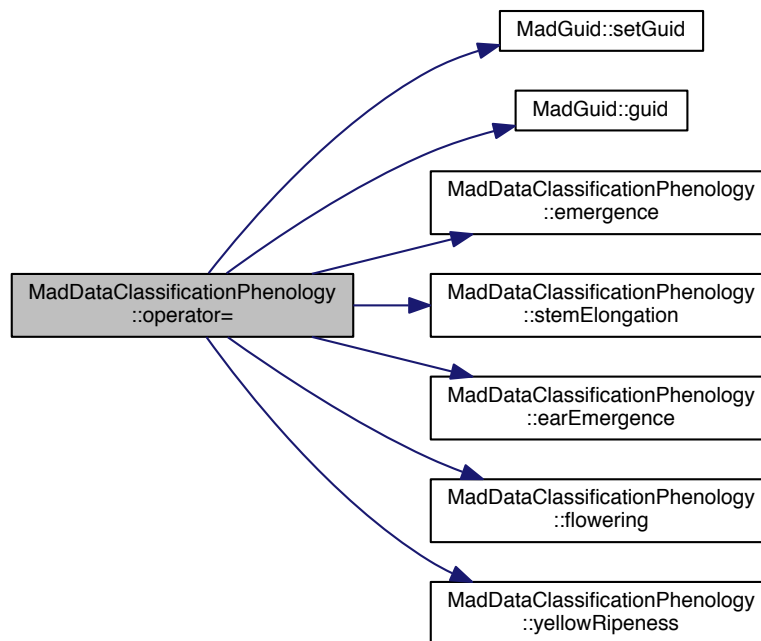 MadGuid::setGuid
MadGuid::guid
MadDataClassificationPhenology
::emergence
MadDataClassificationPhenology
::operator=
MadDataClassificationPhenology
::stemElongation
MadDataClassificationPhenology
::earEmergence
MadDataClassificationPhenology
::flowering
MadDataClassificationPhenology
::yellowRipeness